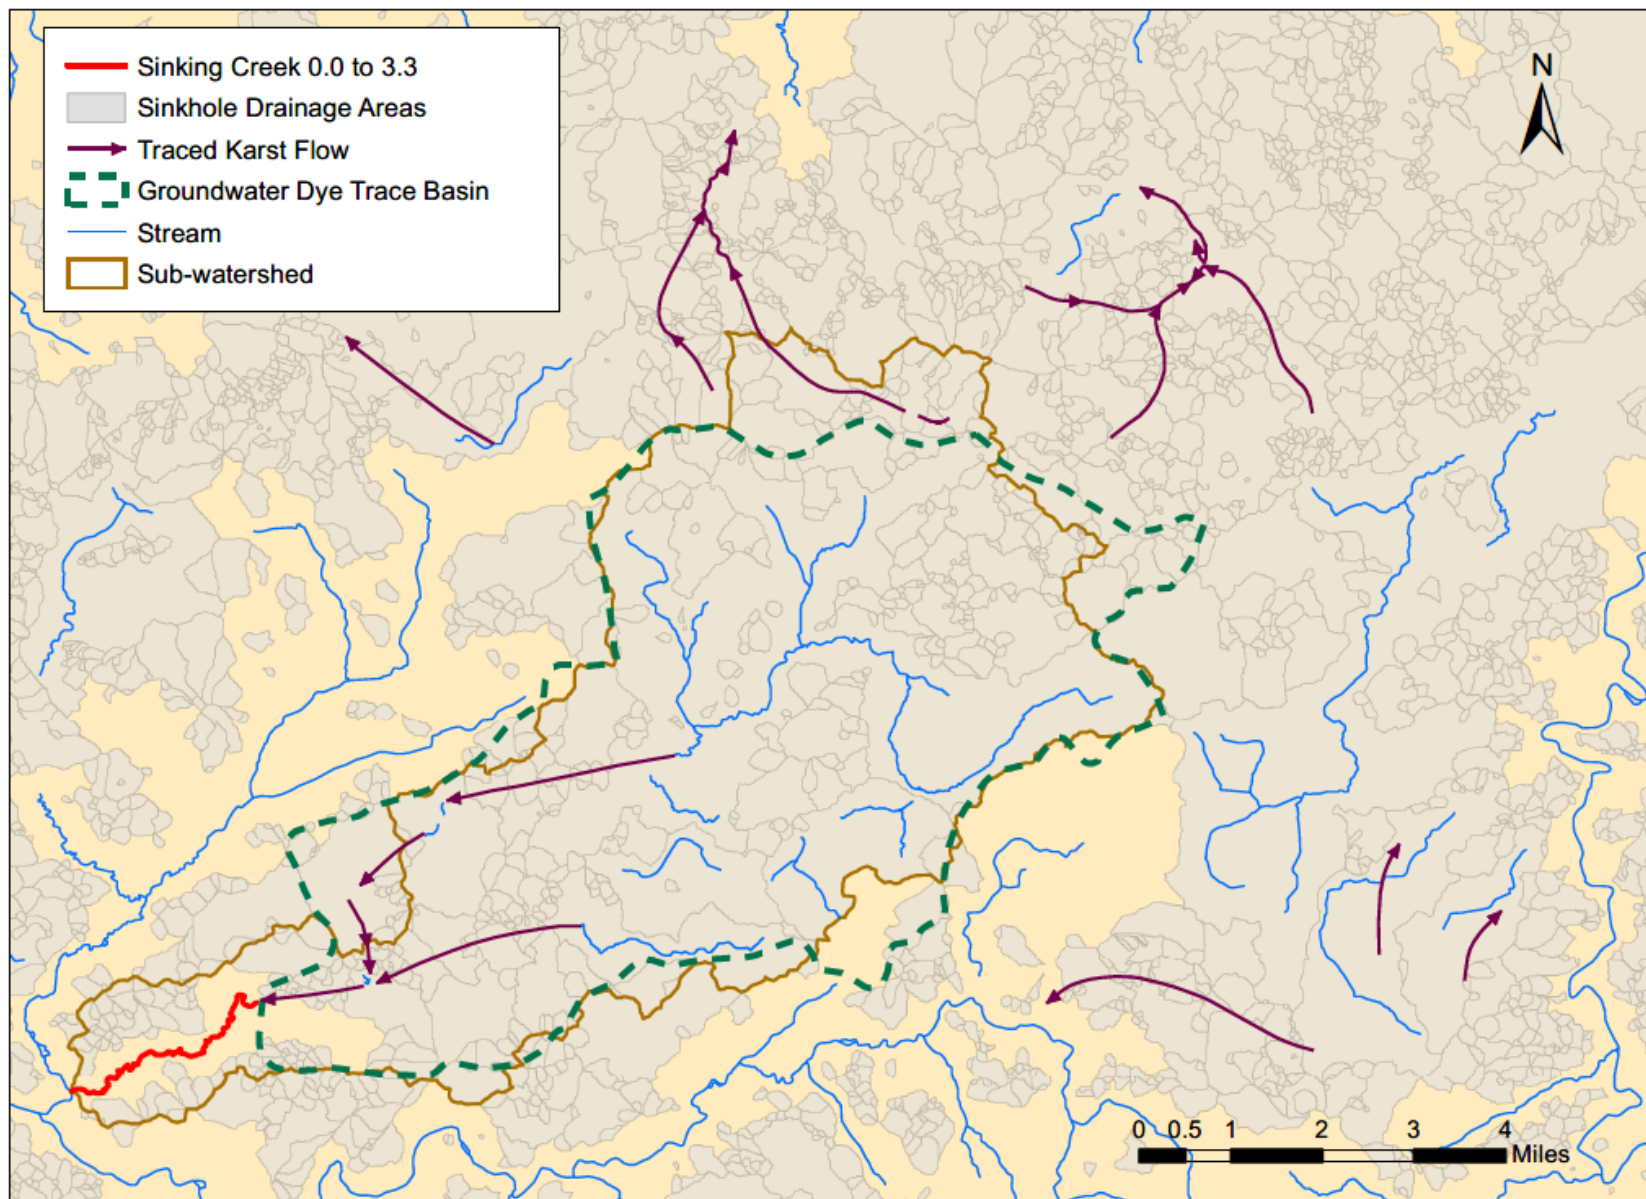 Sinking Creek 0.0 to 3.3
Sinkhole Drainage Areas
Traced Karst Flow
Groundwater Dye Trace Basin
Stream
Sub-watershed
N
0 0.5 1 2 3 4
Miles